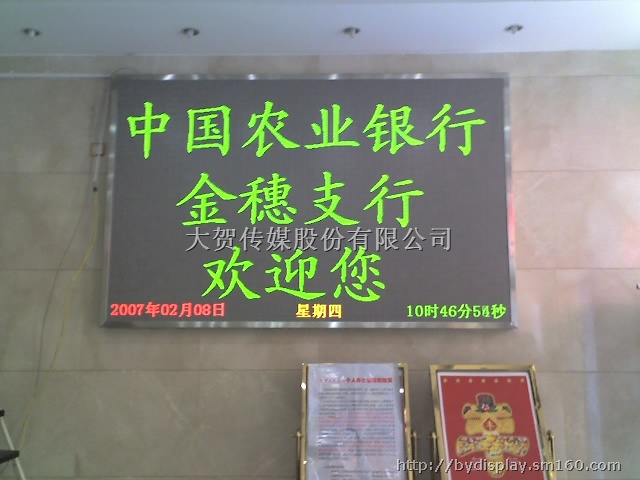 中国农业银行
金穗支行
大贺传媒股份有限公司
欢迎您
2007年02月08日 星期四 10时46分54秒
http://bydisplay.sm160.com/